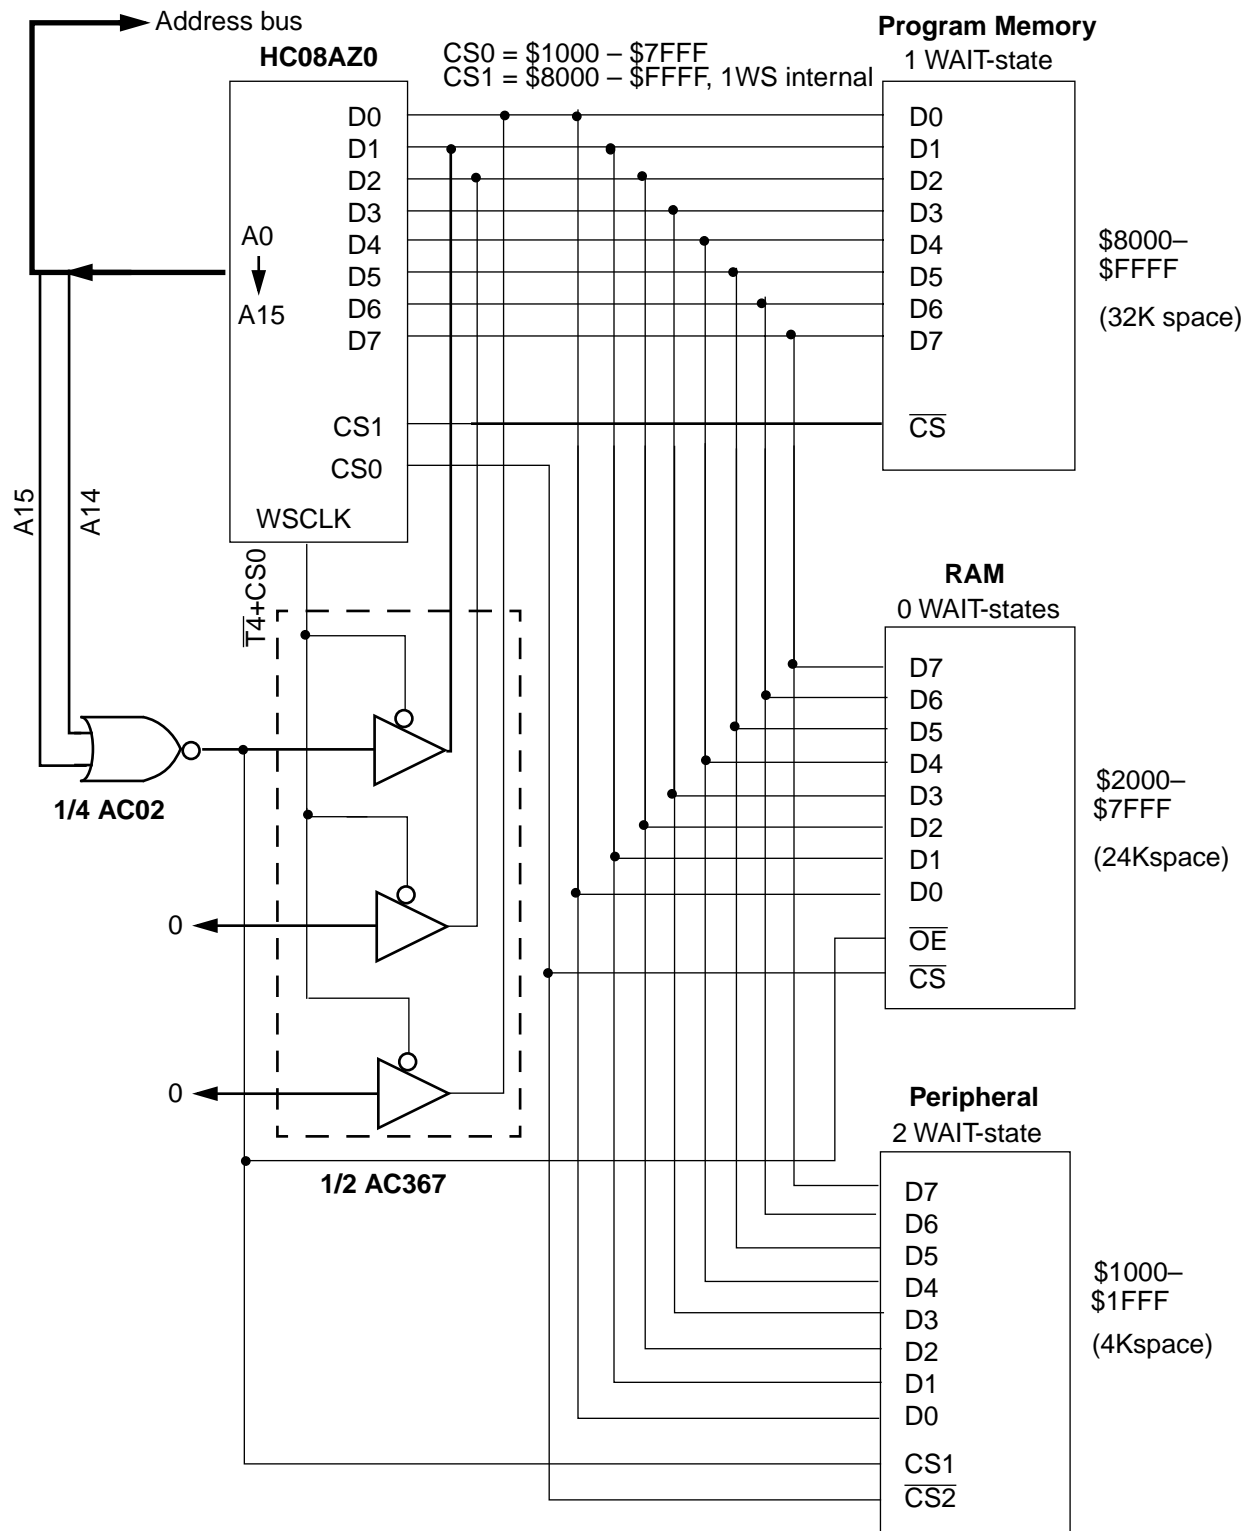 Address bus
HC08AZ0
CS0 = $1000 – $7FFF
CS1 = $8000 – $FFFF, 1WS internal
Program Memory
1 WAIT-state
D0
D1
D2
D3
D4
D5
D6
D7
A0
A15
CS1
CS0
WSCLK
D0
D1
D2
D3
D4
D5
D6
D7
CS
$8000–
$FFFF
(32K space)
A15
A14
T4+CS0
1/4 AC02
0
0
1/2 AC367
RAM
0 WAIT-states
D7
D6
D5
D4
D3
D2
D1
D0
OE
CS
$2000–
$7FFF
(24Kspace)
Peripheral
2 WAIT-state
D7
D6
D5
D4
D3
D2
D1
D0
CS1
CS2
$1000–
$1FFF
(4Kspace)